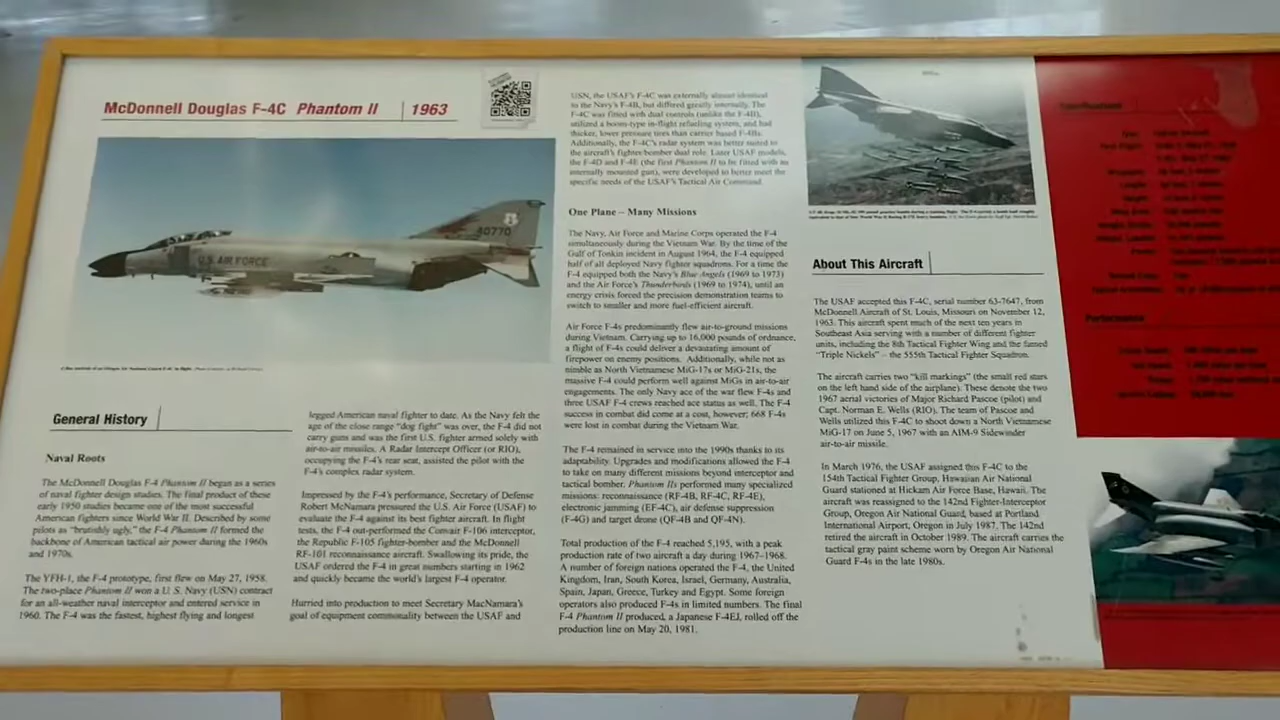 McDonnell Douglas F-4C Phantom II 1963
U.S. AIR FORCE
40770
General History
Naval Roots
The McDonnell Douglas F-4 Phantom II began as a series
of naval fighter design studies. The final product of these
early 1950 studies became one of the most successful
American fighters since World War II. Described by some
pilots as "brutishly ugly," the F-4 Phantom II formed the
backbone of American tactical air power during the 1960s
and 1970s.
The YFH-1, the F-4 prototype, first flew on May 27, 1958.
The two-place Phantom II won a U. S. Navy (USN) contract
for an all-weather naval interceptor and entered service in
1960. The F-4 was the fastest, highest flying and longest
legged American naval fighter to date. As the Navy felt the
age of the close range "dog fight" was over, the F-4 did not
carry guns and was the first U.S. fighter armed solely with
air-to-air missiles. A Radar Intercept Officer (or RIO),
occupying the F-4's rear seat, assisted the pilot with the
F-4's complex radar system.
Impressed by the F-4's performance, Secretary of Defense
Robert McNamara pressured the U.S. Air Force (USAF) to
evaluate the F-4 against its best fighter aircraft. In flight
tests, the F-4 out-performed the Convair F-106 interceptor,
the Republic F-105 fighter-bomber and the McDonnell
RF-101 reconnaissance aircraft. Swallowing its pride, the
USAF ordered the F-4 in great numbers starting in 1962
and quickly became the world's largest F-4 operator.
Hurried into production to meet Secretary MacNamara's
goal of equipment commonality between the USAF and
USN, the USAF's F-4C was externally almost identical
to the Navy's F-4B, but differed greatly internally. The
F-4C was fitted with dual controls (unlike the F-4B),
utilized a boom-type in-flight refueling system, and had
thicker, lower pressure tires than carrier based F-4Bs.
Additionally, the F-4C's radar system was better suited to
the aircraft's fighter-bomber dual role. Later USAF models,
the F-4D and F-4E (the first Phantom II to be fitted with an
internally mounted gun), were developed to better meet the
specific needs of the USAF's Tactical Air Command.
One Plane – Many Missions
The Navy, Air Force and Marine Corps operated the F-4
simultaneously during the Vietnam War. By the time of the
Gulf of Tonkin incident in August 1964, the F-4 equipped
half of all deployed Navy fighter squadrons. For a time the
F-4 equipped both the Navy's Blue Angels (1969 to 1973)
and the Air Force's Thunderbirds (1969 to 1974), until an
energy crisis forced the precision demonstration teams to
switch to smaller and more fuel-efficient aircraft.
Air Force F-4s predominantly flew air-to-ground missions
during Vietnam. Carrying up to 16,000 pounds of ordnance,
a flight of F-4s could deliver a devastating amount of
firepower on enemy positions. Additionally, while not as
nimble as North Vietnamese MiG-17s or MiG-21s, the
massive F-4 could perform well against MiGs in air-to-air
engagements. The only Navy ace of the war flew F-4s and
three USAF F-4 crews reached ace status as well. The F-4
success in combat did come at a cost, however; 668 F-4s
were lost in combat during the Vietnam War.
The F-4 remained in service into the 1990s thanks to its
adaptability. Upgrades and modifications allowed the F-4
to take on many different missions beyond interceptor and
tactical bomber. Phantom IIs performed many specialized
missions: reconnaissance (RF-4B, RF-4C, RF-4E),
electronic jamming (EF-4C), air defense suppression
(F-4G) and target drone (QF-4B and QF-4N).
Total production of the F-4 reached 5,195, with a peak
production rate of two aircraft a day during 1967–1968.
A number of foreign nations operated the F-4, the United
Kingdom, Iran, South Korea, Israel, Germany, Australia,
Spain, Japan, Greece, Turkey and Egypt. Some foreign
operators also produced F-4s in limited numbers. The final
F-4 Phantom II produced, a Japanese F-4EJ, rolled off the
production line on May 20, 1981.
About This Aircraft
The USAF accepted this F-4C, serial number 63-7647, from
McDonnell Aircraft of St. Louis, Missouri on November 12,
1963. This aircraft spent much of the next ten years in
Southeast Asia serving with a number of different fighter
units, including the 8th Tactical Fighter Wing and the famed
"Triple Nickels" – the 555th Tactical Fighter Squadron.
The aircraft carries two "kill markings" (the small red stars
on the left hand side of the airplane). These denote the two
1967 aerial victories of Major Richard Pascoe (pilot) and
Capt. Norman E. Wells (RIO). The team of Pascoe and
Wells utilized this F-4C to shoot down a North Vietnamese
MiG-17 on June 5, 1967 with an AIM-9 Sidewinder
air-to-air missile.
In March 1976, the USAF assigned this F-4C to the
154th Tactical Fighter Group, Hawaiian Air National
Guard stationed at Hickam Air Force Base, Hawaii. The
aircraft was reassigned to the 142nd Fighter-Interceptor
Group, Oregon Air National Guard, based at Portland
International Airport, Oregon in July 1987. The 142nd
retired the aircraft in October 1989. The aircraft carries the
tactical gray paint scheme worn by Oregon Air National
Guard F-4s in the late 1980s.
Specifications
Performance